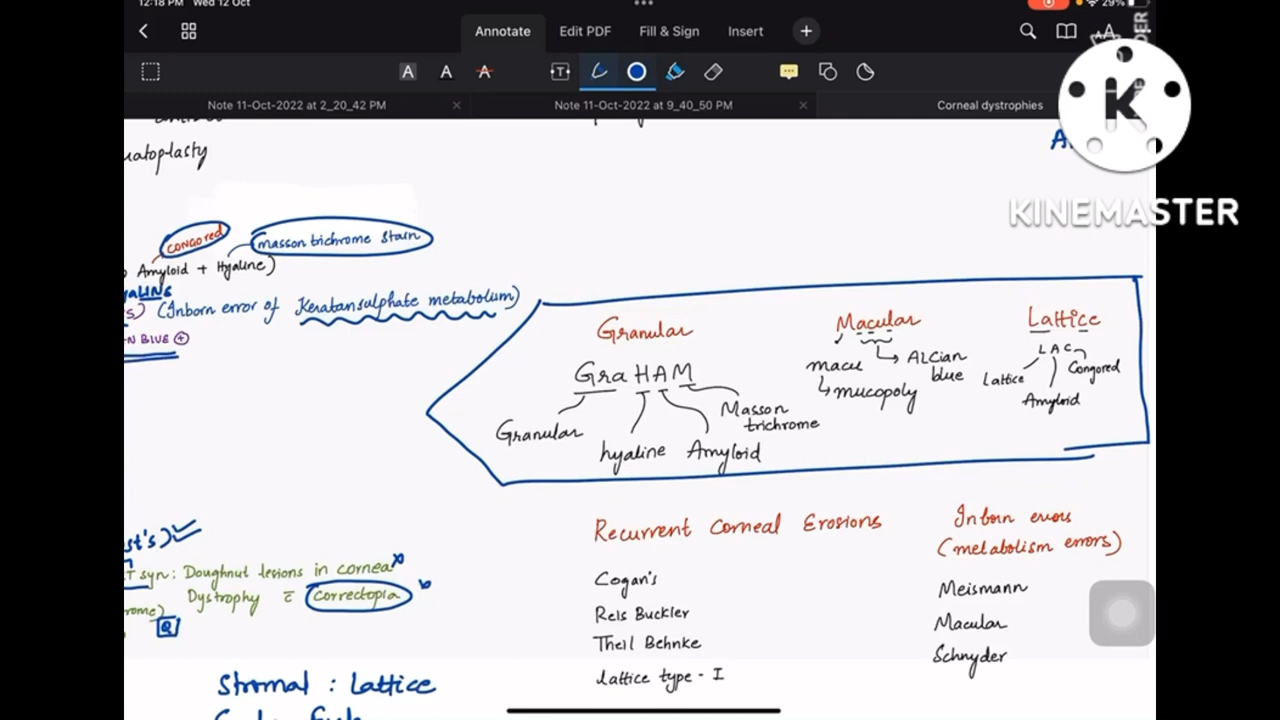 12:18 PM Wed 12 Oct
29%
Annotate Edit PDF Fill & Sign Insert
Note 11-Oct-2022 at 2_20_42 PM
Note 11-Oct-2022 at 9_40_50 PM
Corneal dystrophies
KINEMASTER
congored
masson trichrome stain
Amyloid + Hyaline)
(Inborn error of Keratansulphate metabolism)
N BLUE +
Granular
GraHAM
Granular
hyaline
Amyloid
Masson
trichrome
Macular
macu
mucopoly
ALCian
blue
Lattice
LAC
Lattice
Amyloid
Congored
st's)
T syn: Doughnut lesions in cornea
rome) Dystrophy c̄ correctopia
Q
Stromal : Lattice
Recurrent Corneal Erosions
Cogan's
Reis Buckler
Theil Behnke
lattice type - I
Inborn errors
(metabolism errors)
Meismann
Macular
Schnyder